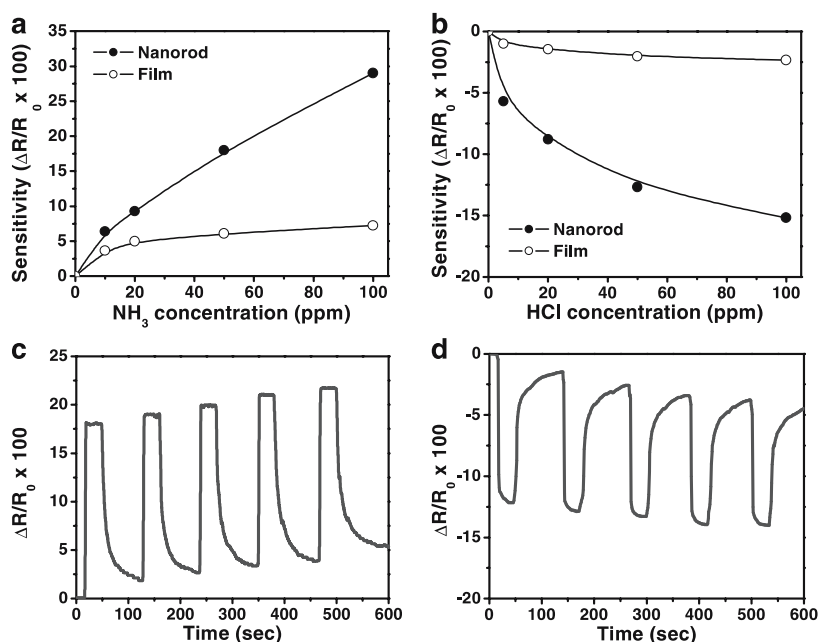 a
Sensitivity (ΔR/R0 x 100)
35
30
25
20
15
10
5
0
Nanorod
Film
0 20 40 60 80 100
NH3 concentration (ppm)
b
Sensitivity (ΔR/R0 x 100)
0
-5
-10
-15
-20
Nanorod
Film
0 20 40 60 80 100
HCl concentration (ppm)
c
ΔR/R0 x 100
25
20
15
10
5
0
0 100 200 300 400 500 600
Time (sec)
d
ΔR/R0 x 100
0
-5
-10
-15
-20
0 100 200 300 400 500 600
Time (sec)